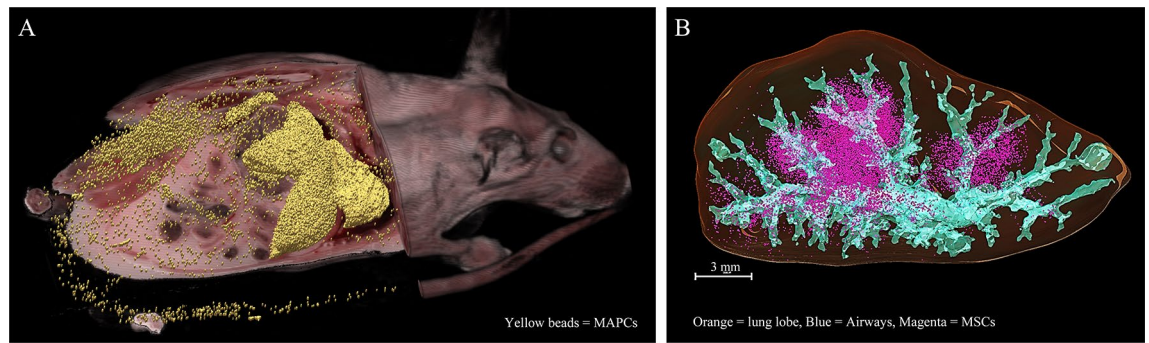 A
Yellow beads = MAPCs
B
3 mm
Orange = lung lobe, Blue = Airways, Magenta = MSCs